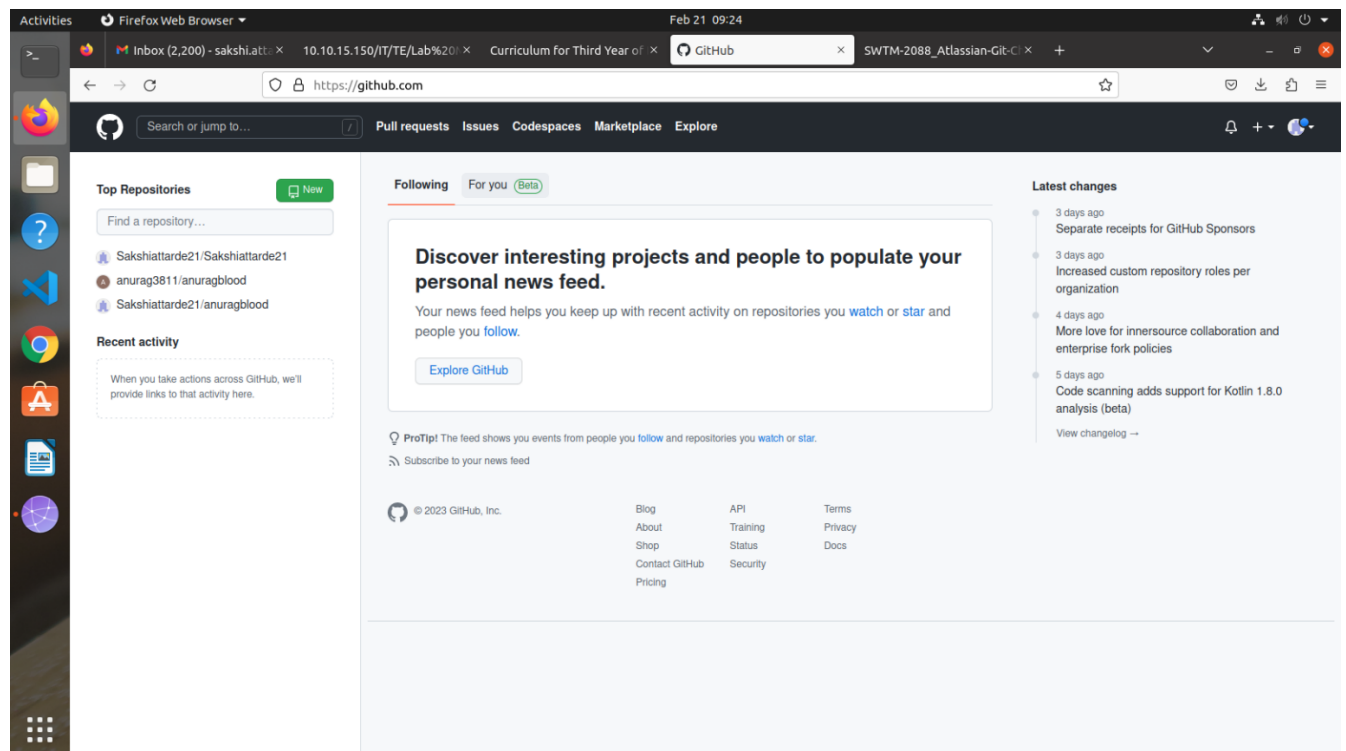 Activities Firefox Web Browser Feb 21 09:24
Inbox (2,200) - sakshi.atta
10.10.15.150/IT/TE/Lab%20
Curriculum for Third Year of
GitHub
SWTM-2088_Atlassian-Git-Ch
https://github.com
Search or jump to... /
Pull requests Issues Codespaces Marketplace Explore
Top Repositories
New
Find a repository…
Sakshiattarde21/Sakshiattarde21
anurag3811/anuragblood
Sakshiattarde21/anuragblood
Recent activity
When you take actions across GitHub, we'll
provide links to that activity here.
Following For you Beta
Discover interesting projects and people to populate your
personal news feed.
Your news feed helps you keep up with recent activity on repositories you watch or star and
people you follow.
Explore GitHub
ProTip! The feed shows you events from people you follow and repositories you watch or star.
Subscribe to your news feed
© 2023 GitHub, Inc.
Blog
About
Shop
Contact GitHub
Pricing
API
Training
Status
Security
Terms
Privacy
Docs
Latest changes
3 days ago
Separate receipts for GitHub Sponsors
3 days ago
Increased custom repository roles per
organization
4 days ago
More love for innersource collaboration and
enterprise fork policies
5 days ago
Code scanning adds support for Kotlin 1.8.0
analysis (beta)
View changelog →